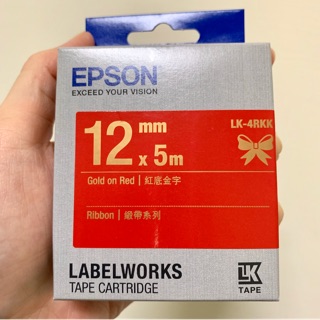 EPSON
EXCEED YOUR VISION
12 mm x 5m
LK-4RKK
Gold on Red | 紅底金字
Ribbon | 緞帶系列
LABELWORKS
TAPE CARTRIDGE
LK
TAPE